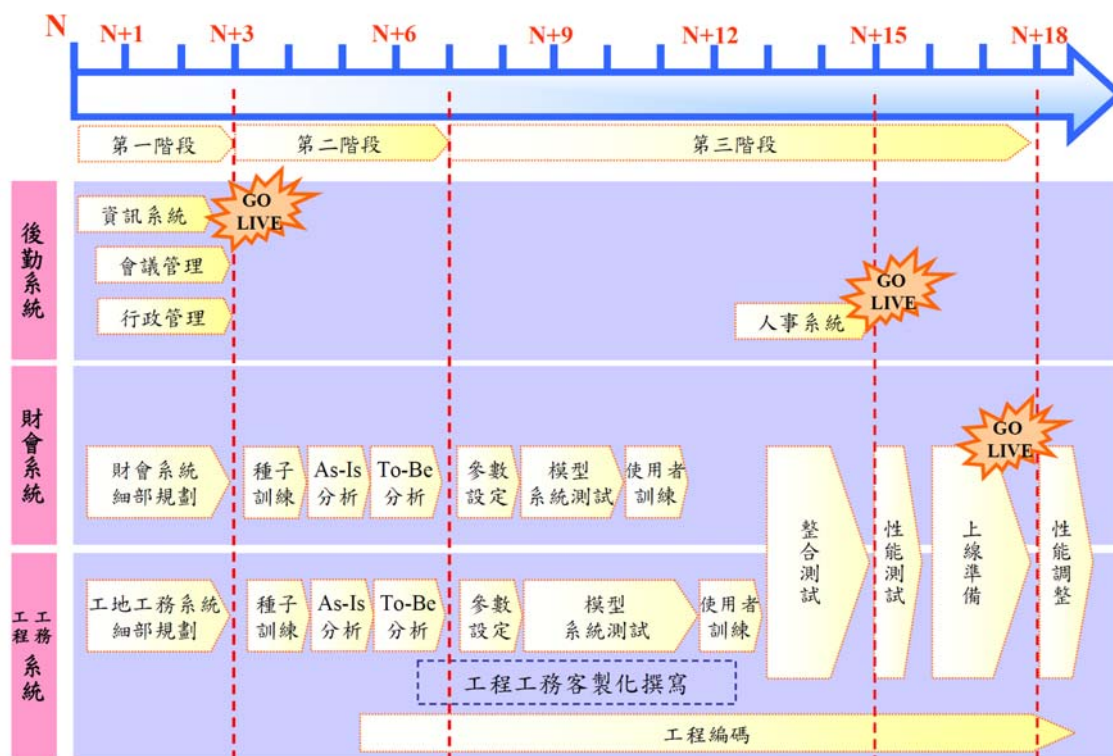 N
N+1
N+3
N+6
N+9
N+12
N+15
N+18
第一階段
第二階段
第三階段
後勤系統
資訊系統
GO
LIVE
會議管理
行政管理
人事系統
GO
LIVE
財會系統
財會系統
細部規劃
種子
訓練
As-Is
分析
To-Be
分析
參數
設定
模型
系統測試
使用者
訓練
GO
LIVE
整合測試
性能測試
上線準備
性能調整
工程工務系統
工地工務系統
細部規劃
種子
訓練
As-Is
分析
To-Be
分析
參數
設定
模型
系統測試
使用者
訓練
工程工務客製化撰寫
工程編碼